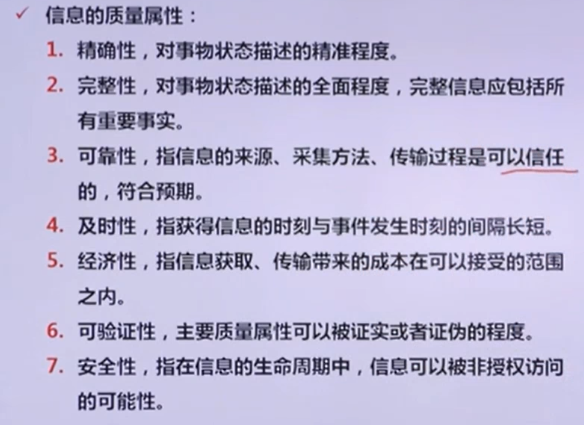 ✓ 信息的质量属性：
1. 精确性，对事物状态描述的精准程度。
2. 完整性，对事物状态描述的全面程度，完整信息应包括所
有重要事实。
3. 可靠性，指信息的来源、采集方法、传输过程是可以信任
的，符合预期。
4. 及时性，指获得信息的时刻与事件发生时刻的间隔长短。
5. 经济性，指信息获取、传输带来的成本在可以接受的范围
之内。
6. 可验证性，主要质量属性可以被证实或者证伪的程度。
7. 安全性，指在信息的生命周期中，信息可以被非授权访问
的可能性。